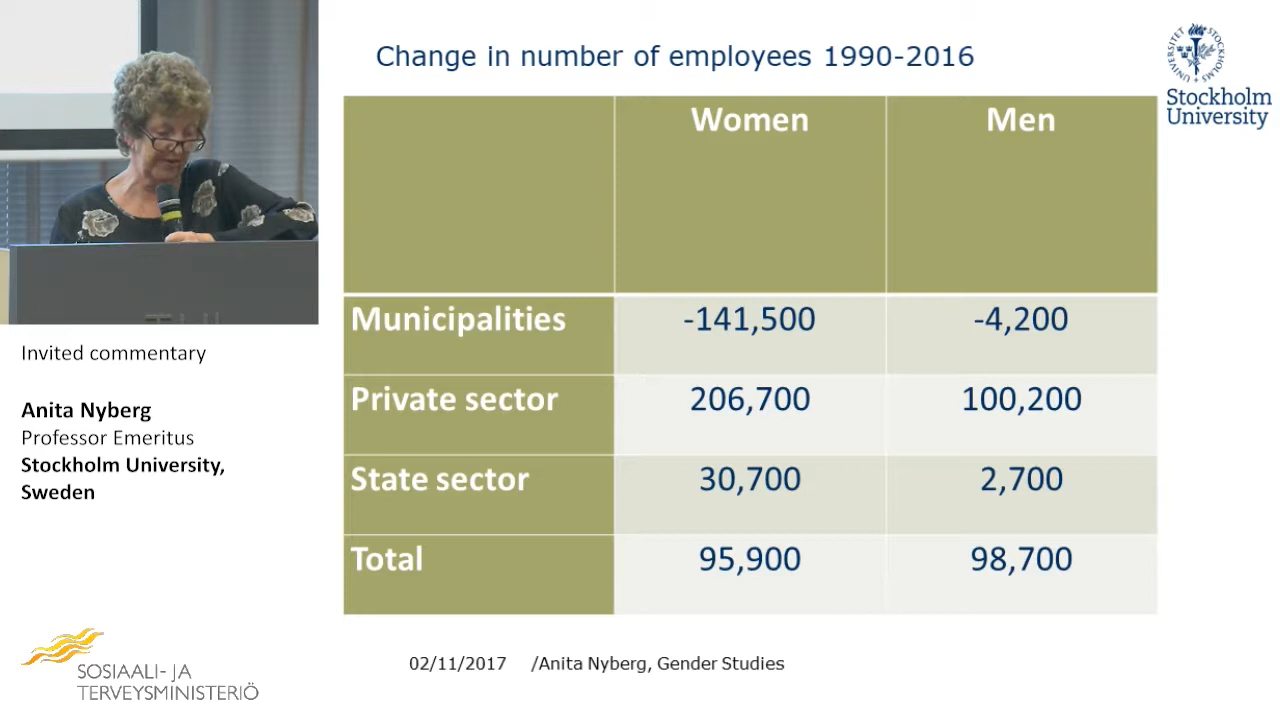 Change in number of employees 1990-2016
UNIVERSITET
STOCKHOLMS
Stockholm
University
Women Men
Municipalities -141,500 -4,200
Private sector 206,700 100,200
State sector 30,700 2,700
Total 95,900 98,700
Invited commentary
Anita Nyberg
Professor Emeritus
Stockholm University,
Sweden
SOSIAALI- JA
TERVEYSMINISTERIÖ
02/11/2017 /Anita Nyberg, Gender Studies